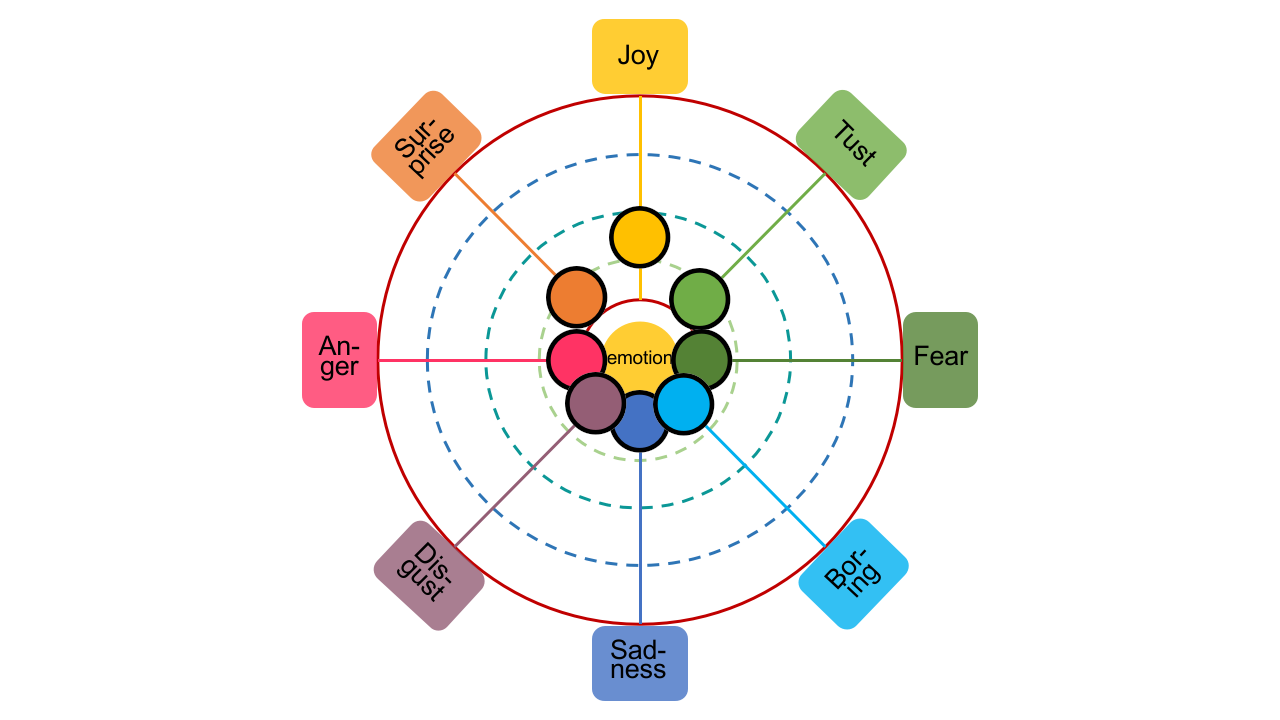 Joy
Sur-
prise
Tust
An-
ger
emotion
Fear
Dis-
gust
Bor-
ing
Sad-
ness